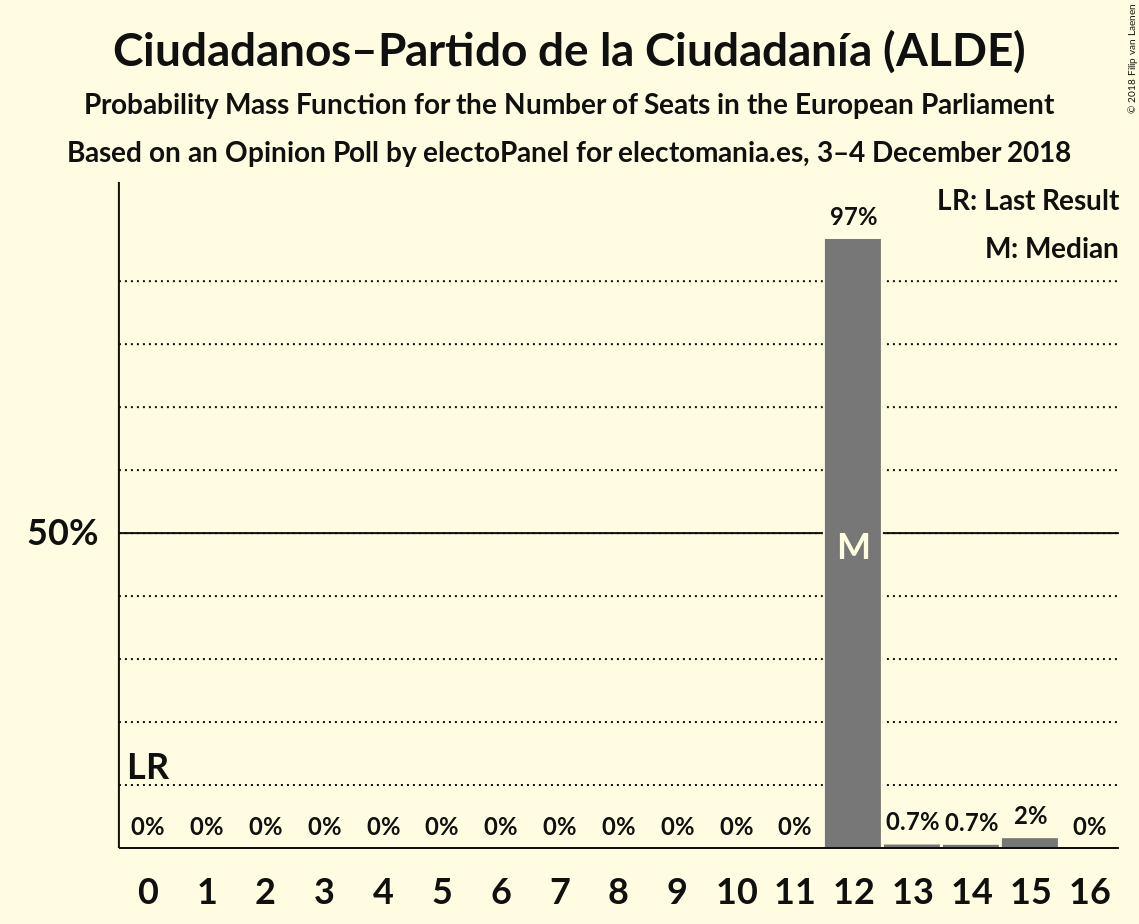 Ciudadanos–Partido de la Ciudadanía (ALDE)
Probability Mass Function for the Number of Seats in the European Parliament
Based on an Opinion Poll by electoPanel for electomania.es, 3–4 December 2018
© 2018 Filip van Laenen
LR: Last Result
M: Median
97%
50%
M
LR
0% 0% 0% 0% 0% 0% 0% 0% 0% 0% 0% 0% 0.7% 0.7% 2% 0%
0 1 2 3 4 5 6 7 8 9 10 11 12 13 14 15 16